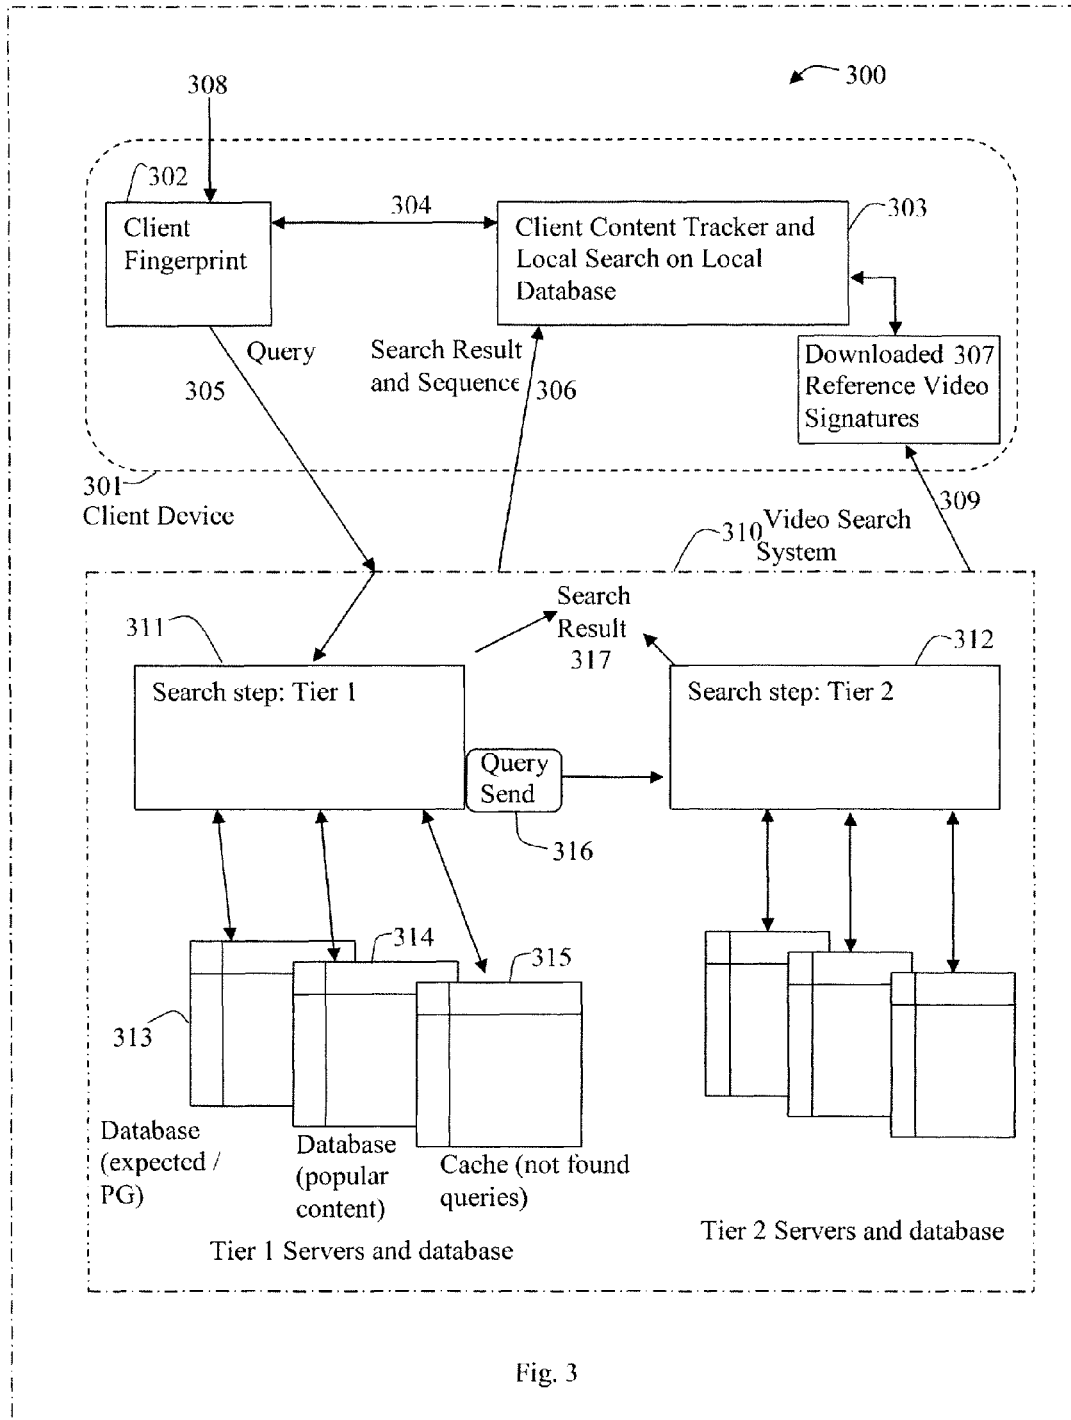 300
308
302
Client
Fingerprint
304
303
Client Content Tracker and
Local Search on Local
Database
Query
305
Search Result
and Sequence
306
Downloaded 307
Reference Video
Signatures
301
Client Device
309
310
Video Search
System
311
Search
Result
317
312
Search step: Tier 1
Search step: Tier 2
Query
Send
316
314
315
313
Database
(expected /
PG)
Database
(popular
content)
Cache (not found
queries)
Tier 1 Servers and database
Tier 2 Servers and database
Fig. 3